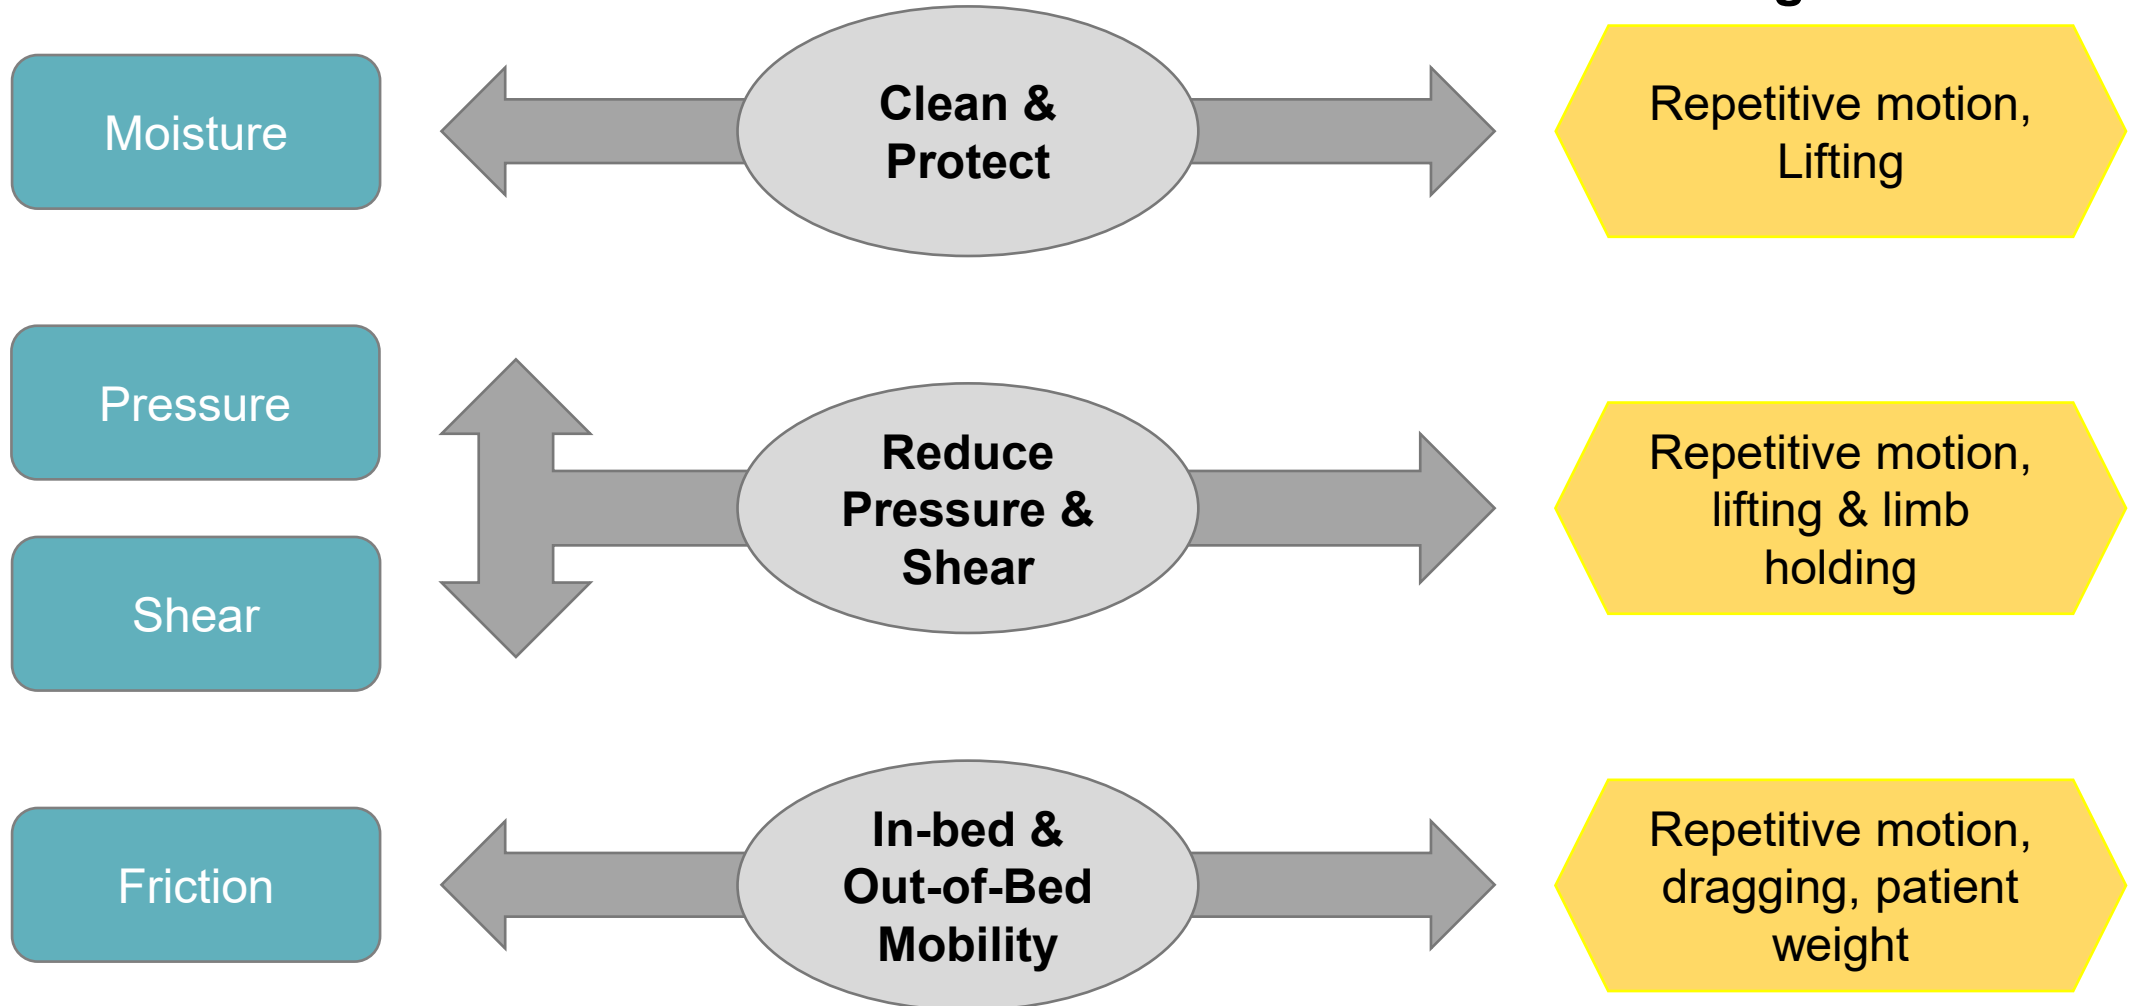 Moisture
Clean &
Protect
Repetitive motion,
Lifting
Pressure
Shear
Reduce
Pressure &
Shear
Repetitive motion,
lifting & limb
holding
Friction
In-bed &
Out-of-Bed
Mobility
Repetitive motion,
dragging, patient
weight